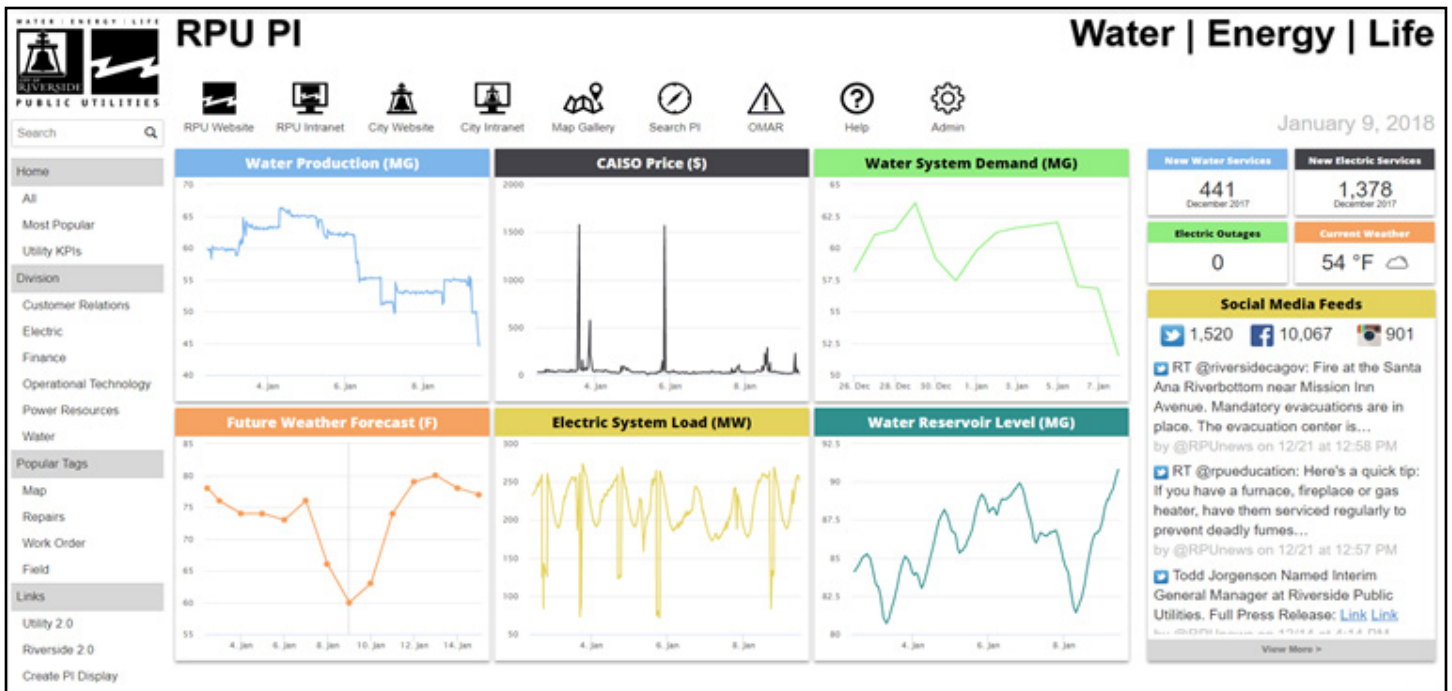 WATER | ENERGY | LIFE
CITY OF
RIVERSIDE
PUBLIC UTILITIES
RPU PI
Water | Energy | Life
RPU Website
RPU Intranet
City Website
City Intranet
Map Gallery
Search PI
OMAR
Help
Admin
January 9, 2018
Search
Home
All
Most Popular
Utility KPIs
Division
Customer Relations
Electric
Finance
Operational Technology
Power Resources
Water
Popular Tags
Map
Repairs
Work Order
Field
Links
Utility 2.0
Riverside 2.0
Create PI Display
Water Production (MG)
70
65
60
55
50
45
40
4. Jan 6. Jan 8. Jan
CAISO Price ($)
2000
1500
1000
500
0
4. Jan 6. Jan 8. Jan
Water System Demand (MG)
65
62.5
60
57.5
55
52.5
50
26. Dec 28. Dec 30. Dec 1. Jan 3. Jan 5. Jan 7. Jan
Future Weather Forecast (F)
85
80
75
70
65
60
55
4. Jan 6. Jan 8. Jan 10. Jan 12. Jan 14. Jan
Electric System Load (MW)
300
250
200
150
100
50
4. Jan 6. Jan 8. Jan
Water Reservoir Level (MG)
92.5
90
87.5
85
82.5
80
4. Jan 6. Jan 8. Jan
New Water Services
441
December 2017
New Electric Services
1,378
December 2017
Electric Outages
0
Current Weather
54 °F
Social Media Feeds
1,520 10,067 901
RT @riversidecagov: Fire at the Santa
Ana Riverbottom near Mission Inn
Avenue. Mandatory evacuations are in
place. The evacuation center is…
by @RPUnews on 12/21 at 12:58 PM
RT @rpueducation: Here's a quick tip:
If you have a furnace, fireplace or gas
heater, have them serviced regularly to
prevent deadly fumes…
by @RPUnews on 12/21 at 12:57 PM
Todd Jorgenson Named Interim
General Manager at Riverside Public
Utilities. Full Press Release: Link Link
by @RPUnews on 12/14 at 4:14 PM
View More >